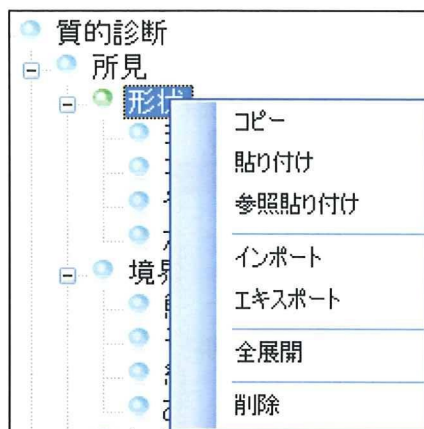 質的診断
所見
形状
コピー
貼り付け
参照貼り付け
境界
インポート
エキスポート
全展開
削除